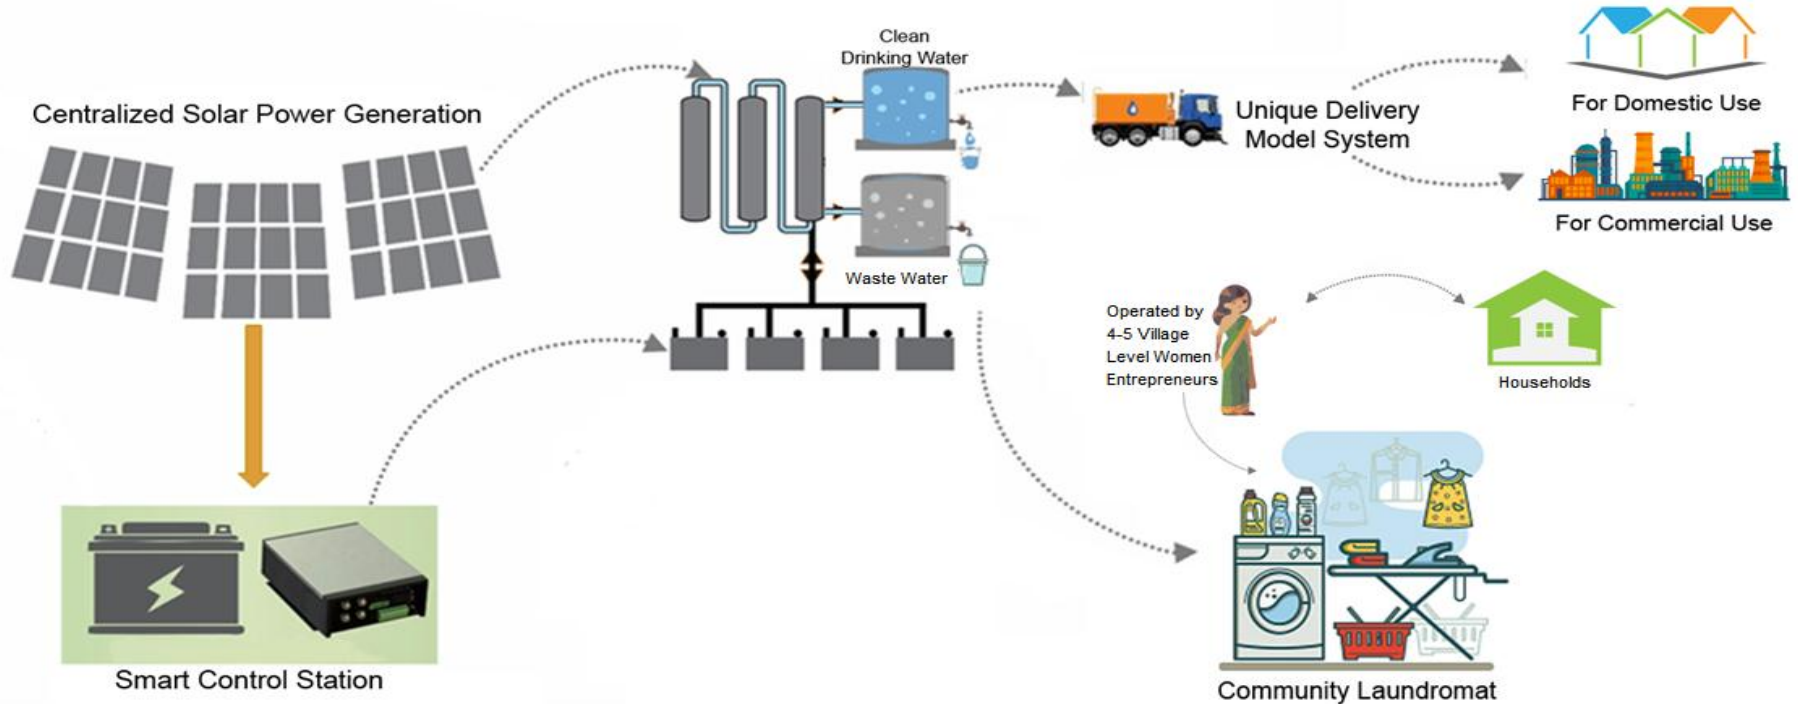 Centralized Solar Power Generation
Smart Control Station
Clean
Drinking Water
Waste Water
Unique Delivery
Model System
For Domestic Use
For Commercial Use
Operated by
4-5 Village
Level Women
Entrepreneurs
Households
Community Laundromat